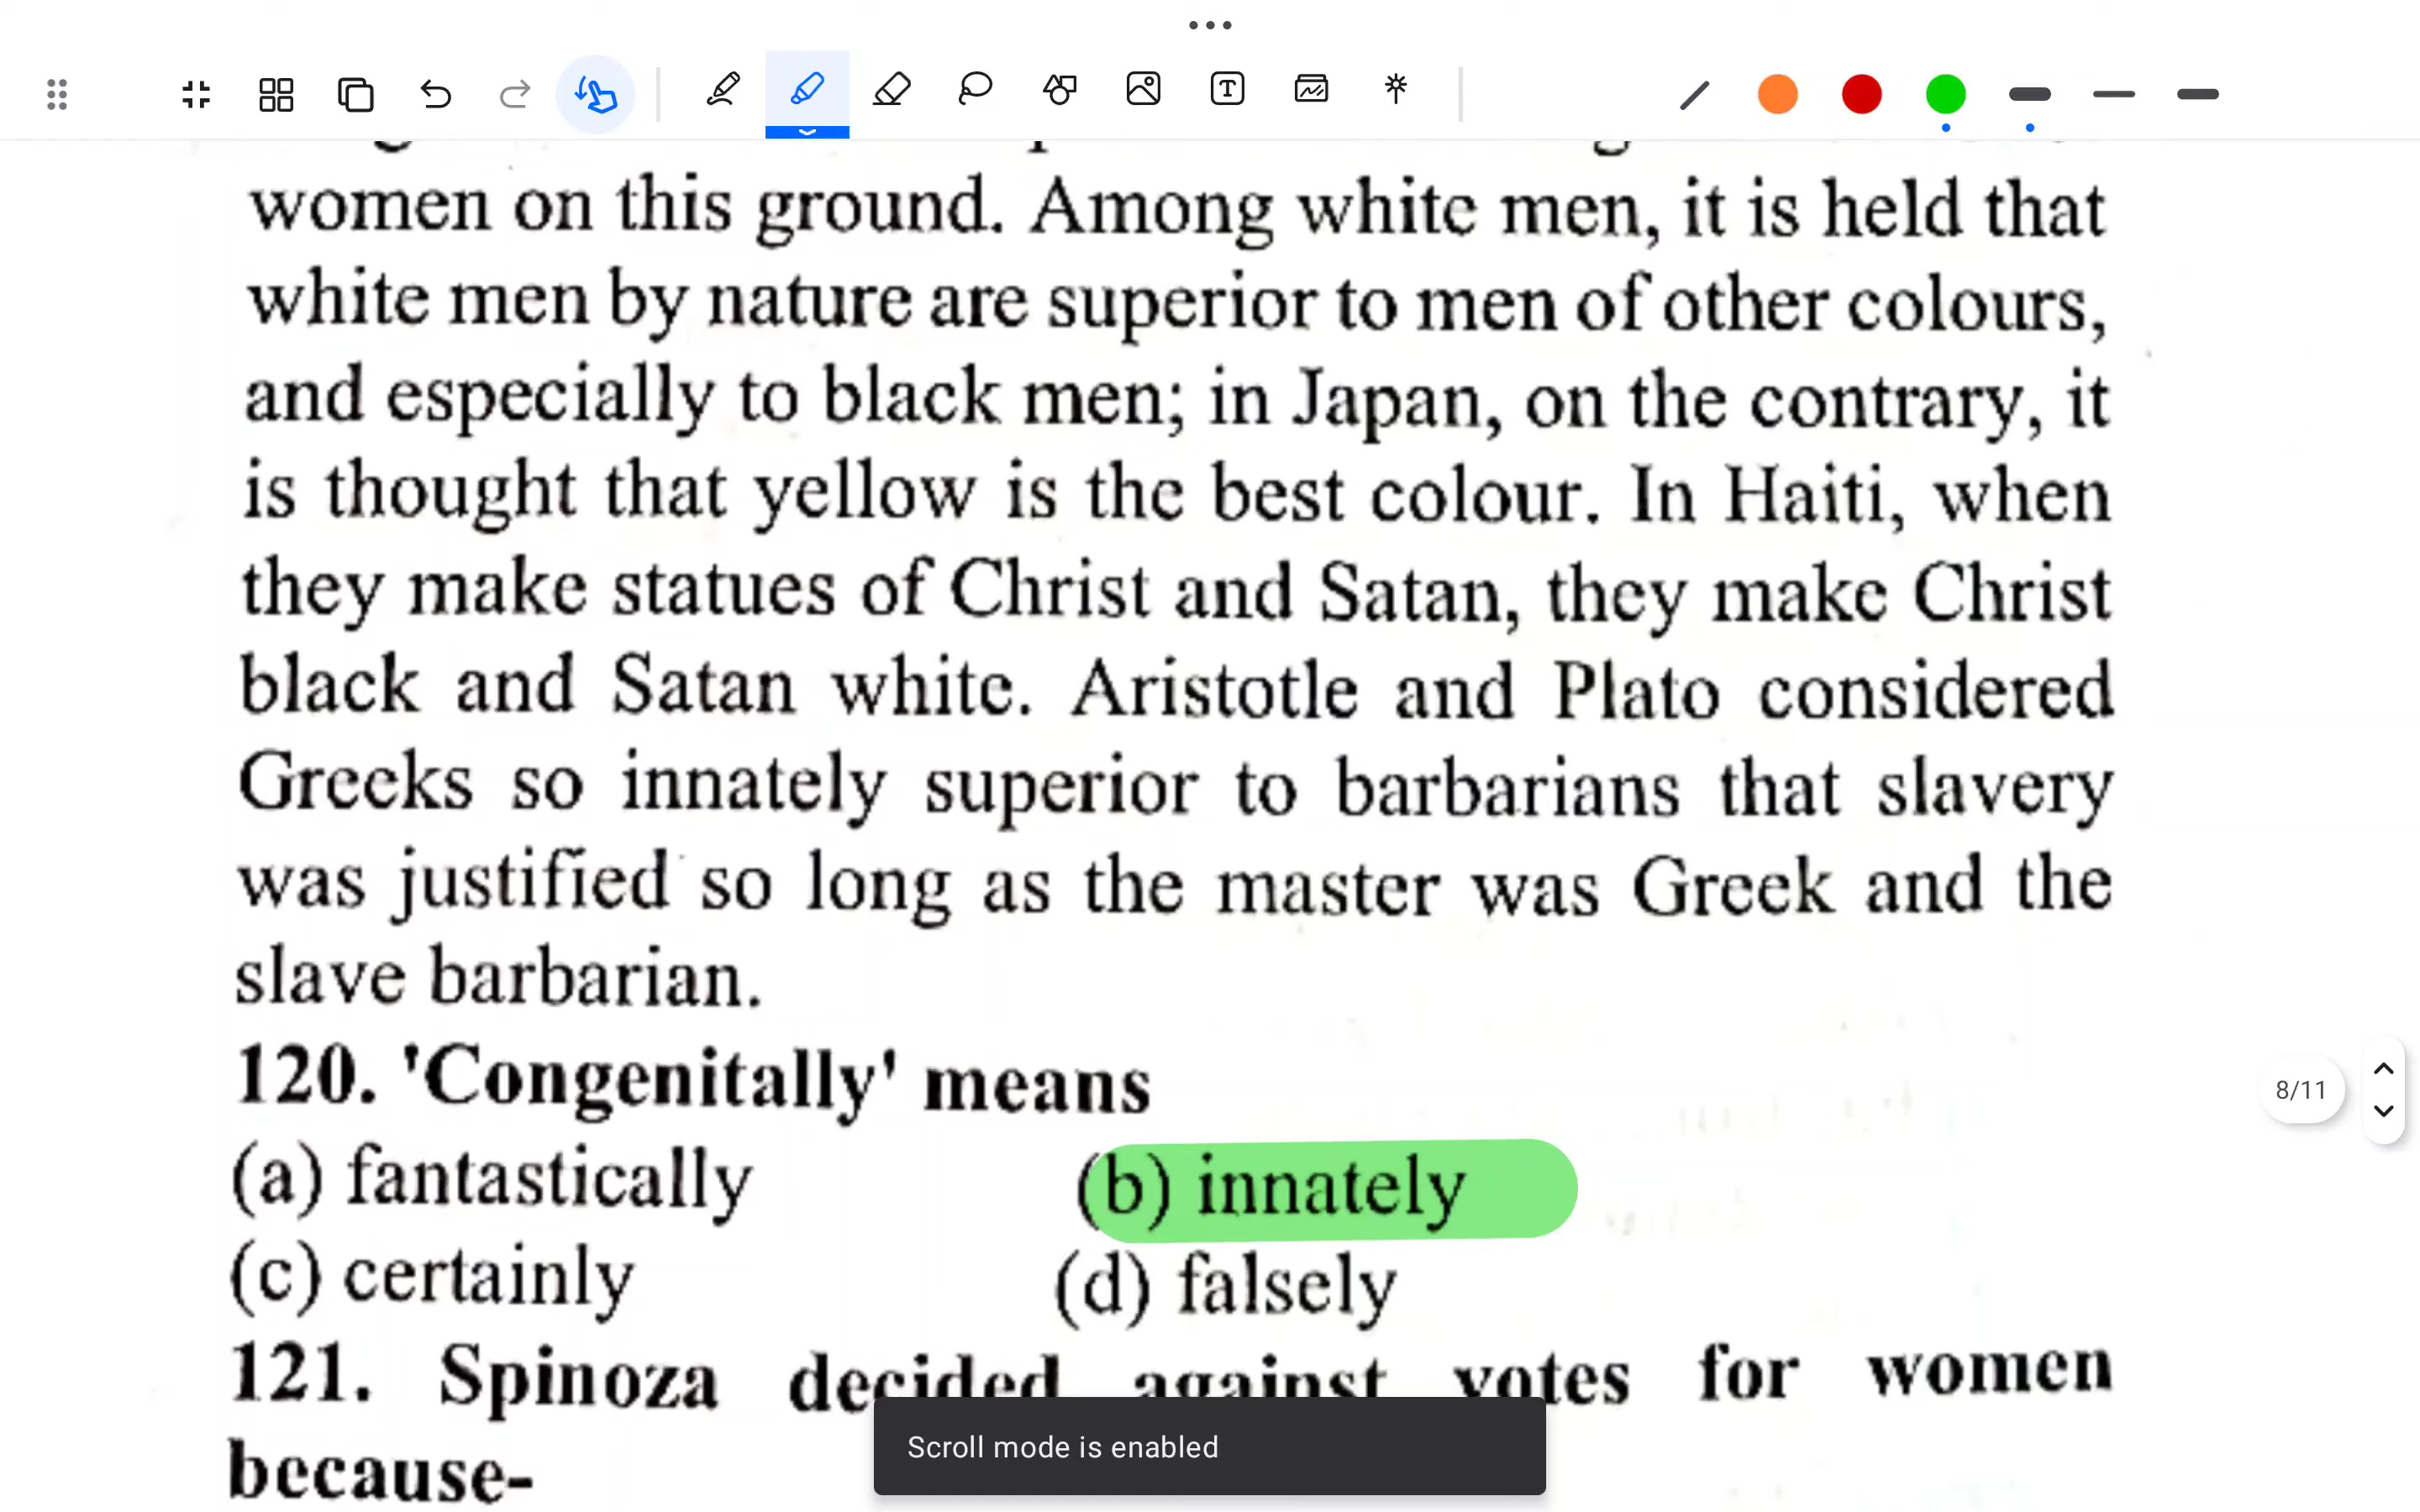 women on this ground. Among white men, it is held that
white men by nature are superior to men of other colours,
and especially to black men; in Japan, on the contrary, it
is thought that yellow is the best colour. In Haiti, when
they make statues of Christ and Satan, they make Christ
black and Satan white. Aristotle and Plato considered
Greeks so innately superior to barbarians that slavery
was justified so long as the master was Greek and the
slave barbarian.
120. 'Congenitally' means
(a) fantastically (b) innately
(c) certainly (d) falsely
8/11
121. Spinoza decided against votes for women
because-
Scroll mode is enabled